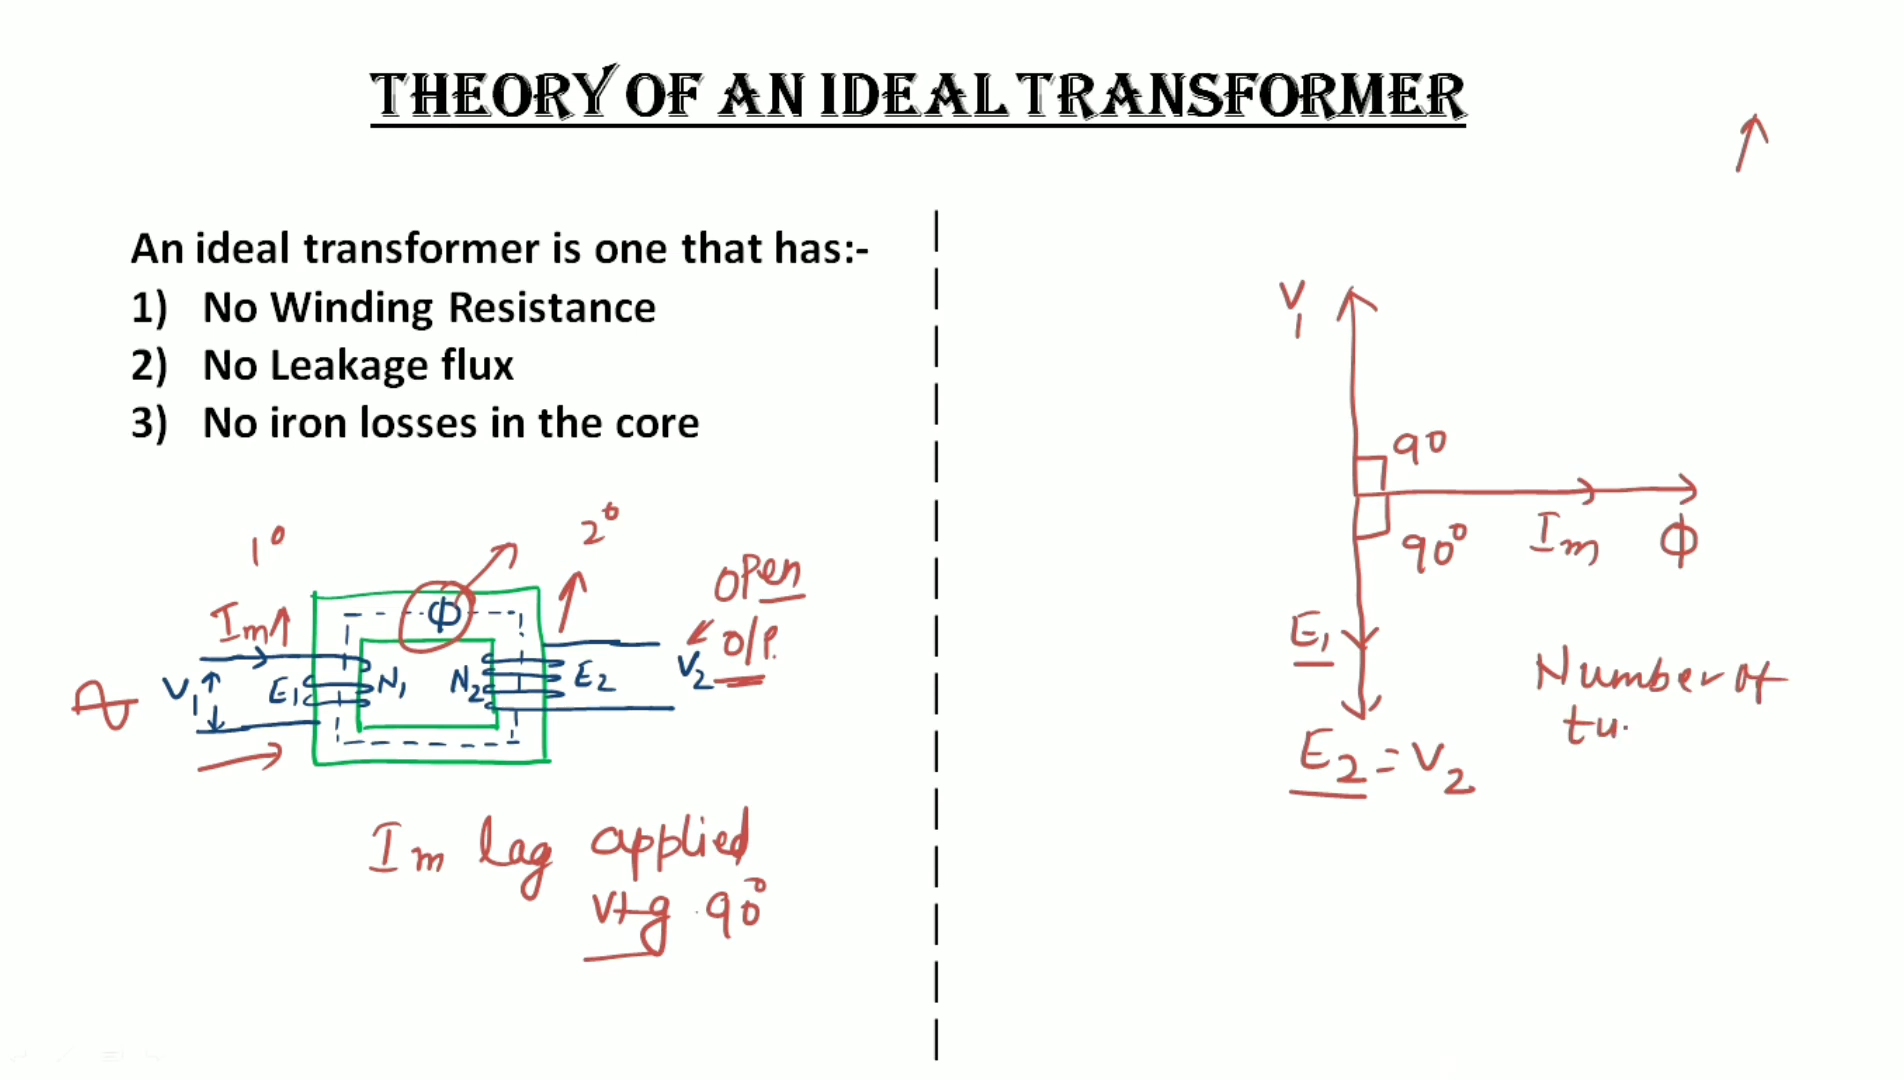 THEORY OF AN IDEAL TRANSFORMER
An ideal transformer is one that has:-
1) No Winding Resistance
2) No Leakage flux
3) No iron losses in the core
1° 2°
Im Φ open
O/P.
V1 E1 N1 N2 E2 V2
Im lag applied
vtg 90°
V1
90
90° Im Φ
E1
E2 = V2
Number of
tu.